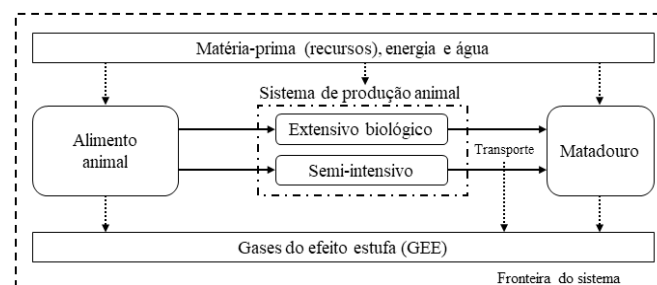 Matéria-prima (recursos), energia e água
Sistema de produção animal
Alimento
animal
Extensivo biológico
Semi-intensivo
Transporte
Matadouro
Gases do efeito estufa (GEE)
Fronteira do sistema